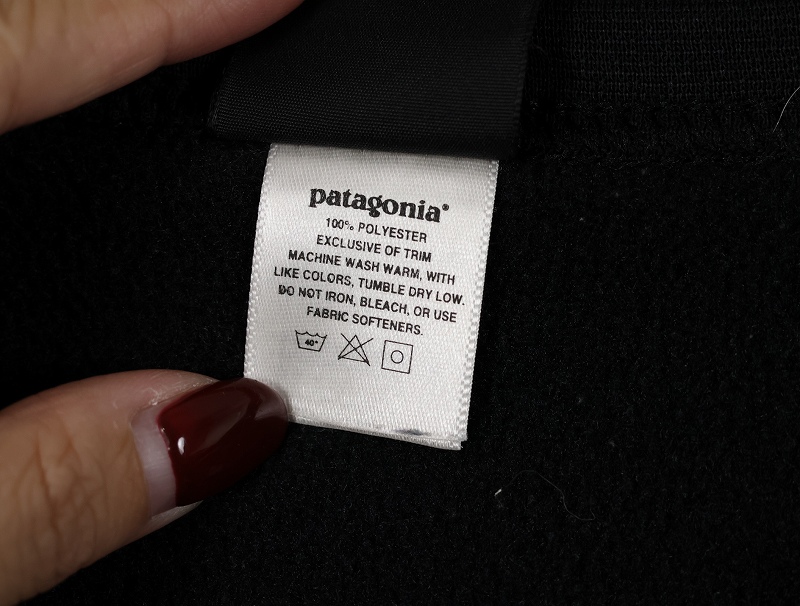 patagonia®
100% POLYESTER
EXCLUSIVE OF TRIM
MACHINE WASH WARM, WITH
LIKE COLORS, TUMBLE DRY LOW.
DO NOT IRON, BLEACH, OR USE
FABRIC SOFTENERS.
40°